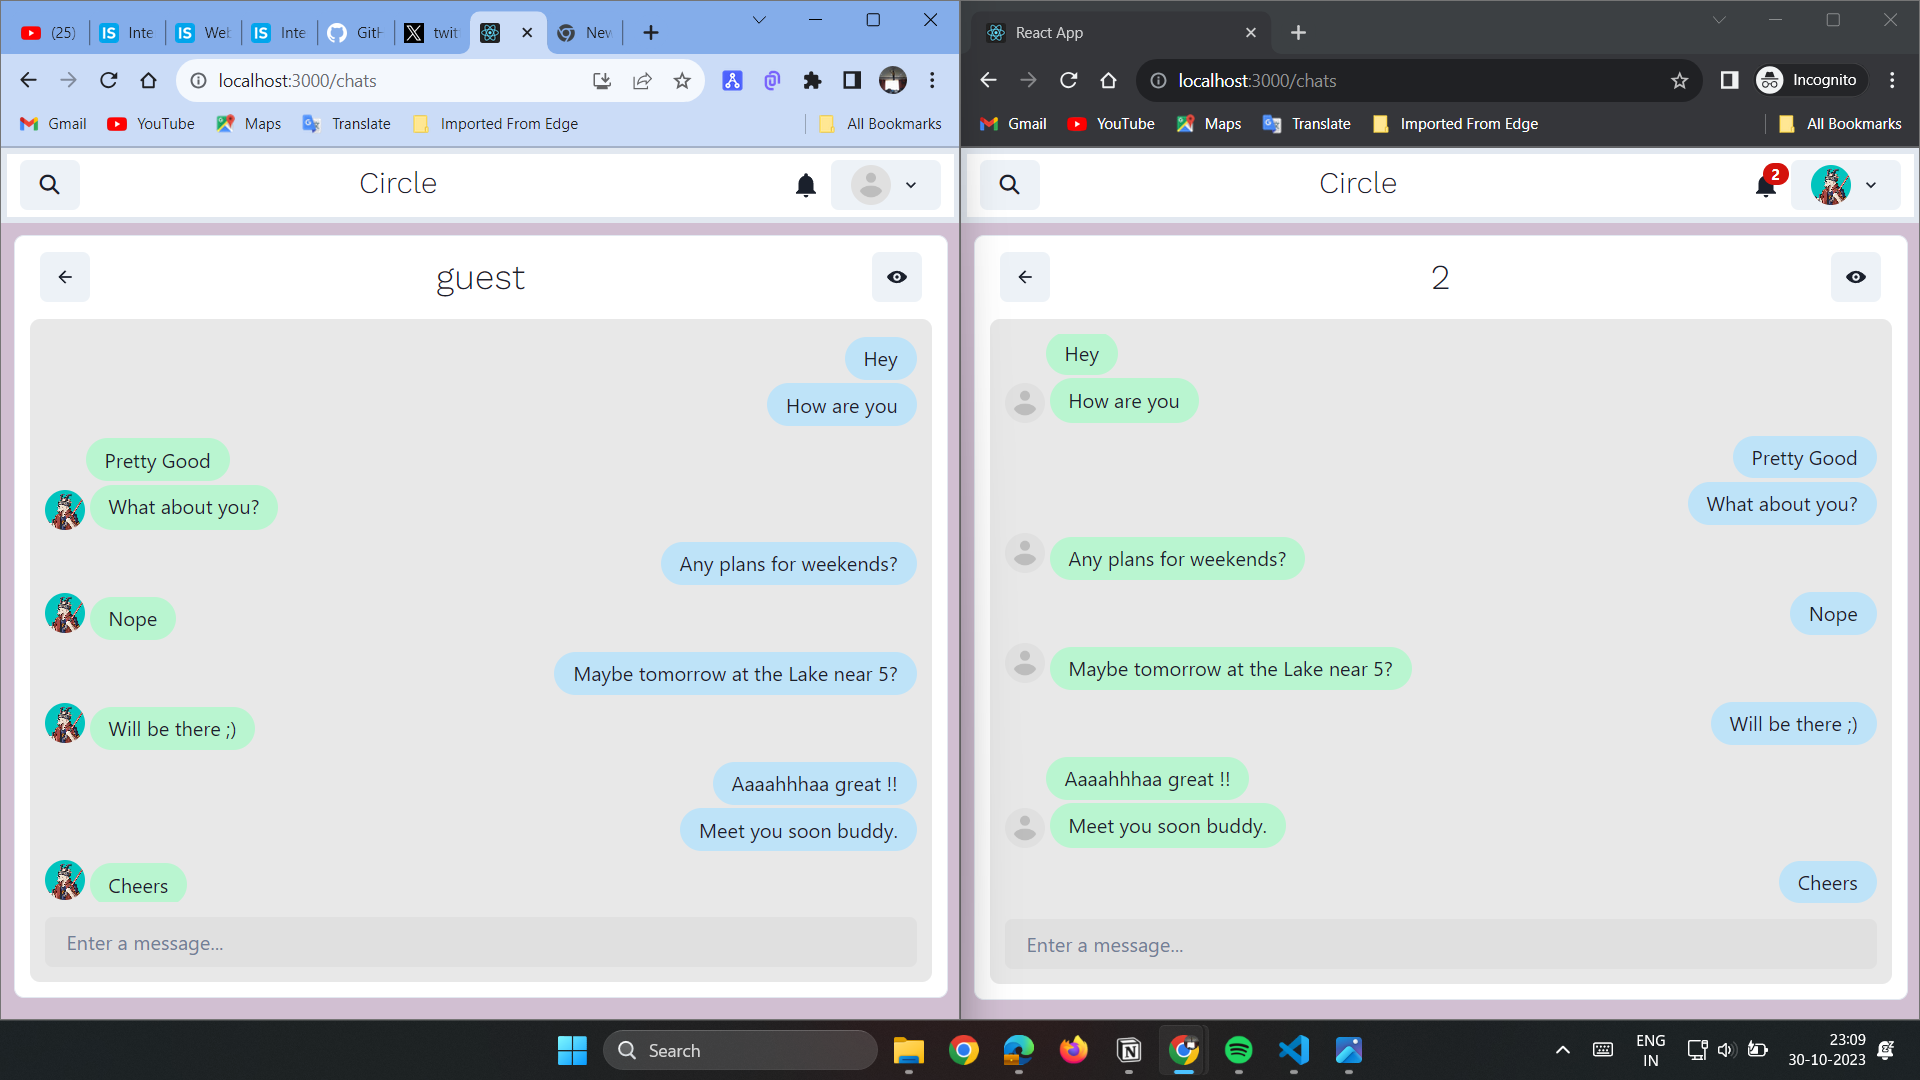 (25)
Inte
Web
Inte
GitH
twit
New
localhost:3000/chats
Gmail
YouTube
Maps
Translate
Imported From Edge
All Bookmarks
Circle
guest
Hey
How are you
Pretty Good
What about you?
Any plans for weekends?
Nope
Maybe tomorrow at the Lake near 5?
Will be there ;)
Aaaahhhaa great !!
Meet you soon buddy.
Cheers
Enter a message...
React App
localhost:3000/chats
Incognito
Gmail
YouTube
Maps
Translate
Imported From Edge
All Bookmarks
Circle
2
2
Hey
How are you
Pretty Good
What about you?
Any plans for weekends?
Nope
Maybe tomorrow at the Lake near 5?
Will be there ;)
Aaaahhhaa great !!
Meet you soon buddy.
Cheers
Enter a message...
Search
ENG
IN
23:09
30-10-2023